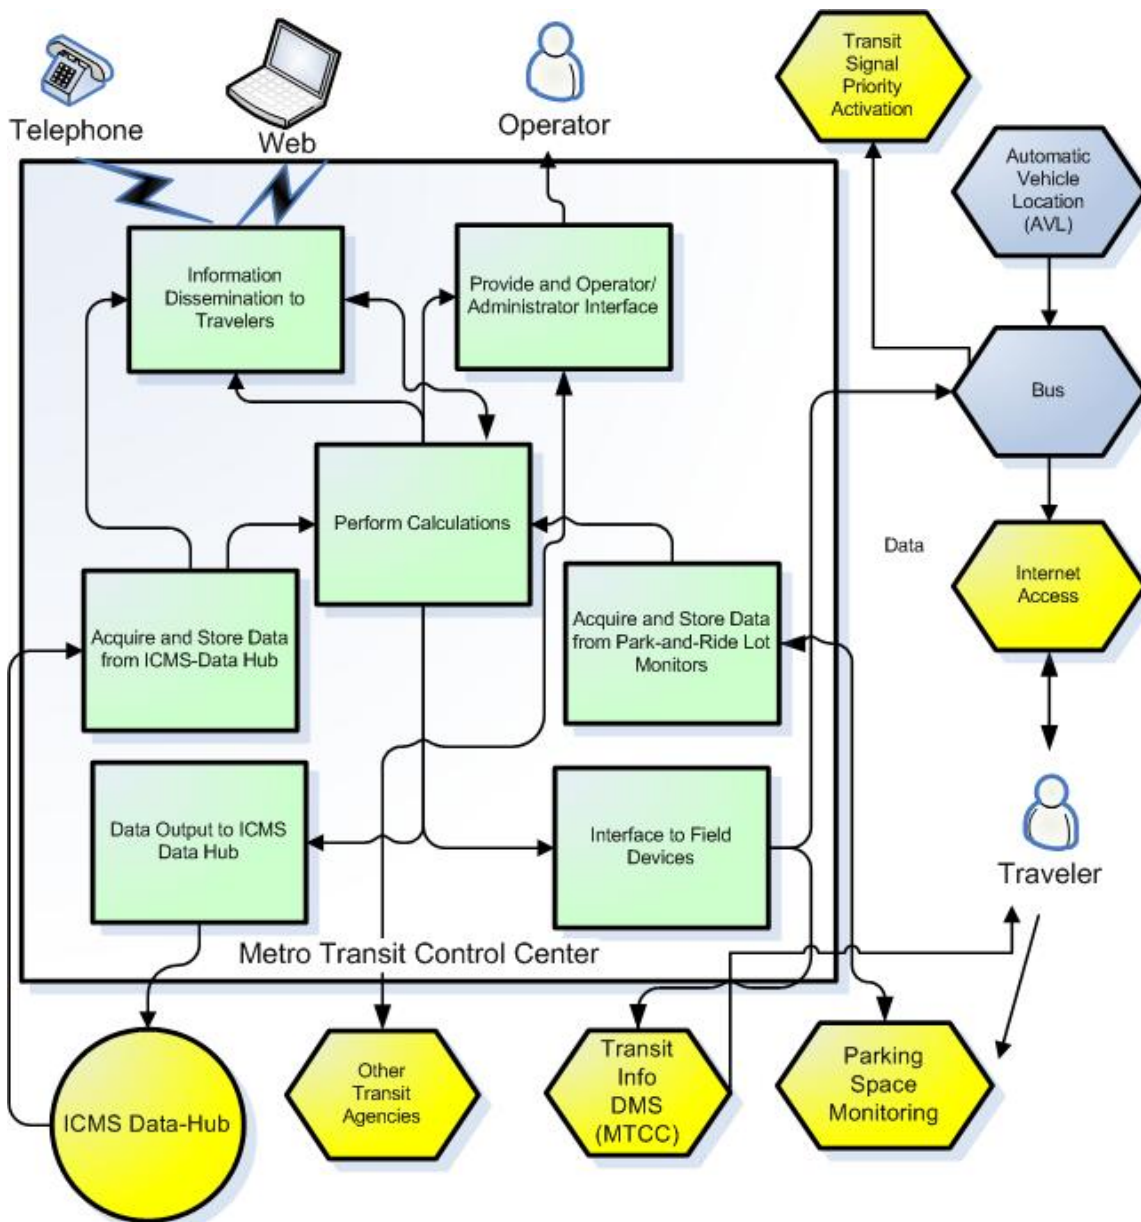 Telephone
Web
Operator
Transit
Signal
Priority
Activation
Automatic
Vehicle
Location
(AVL)
Information
Dissemination to
Travelers
Provide and Operator/
Administrator Interface
Bus
Perform Calculations
Data
Internet
Access
Acquire and Store Data
from ICMS-Data Hub
Acquire and Store Data
from Park-and-Ride Lot
Monitors
Data Output to ICMS
Data Hub
Interface to Field
Devices
Traveler
Metro Transit Control Center
ICMS Data-Hub
Other
Transit
Agencies
Transit
Info
DMS
(MTCC)
Parking
Space
Monitoring